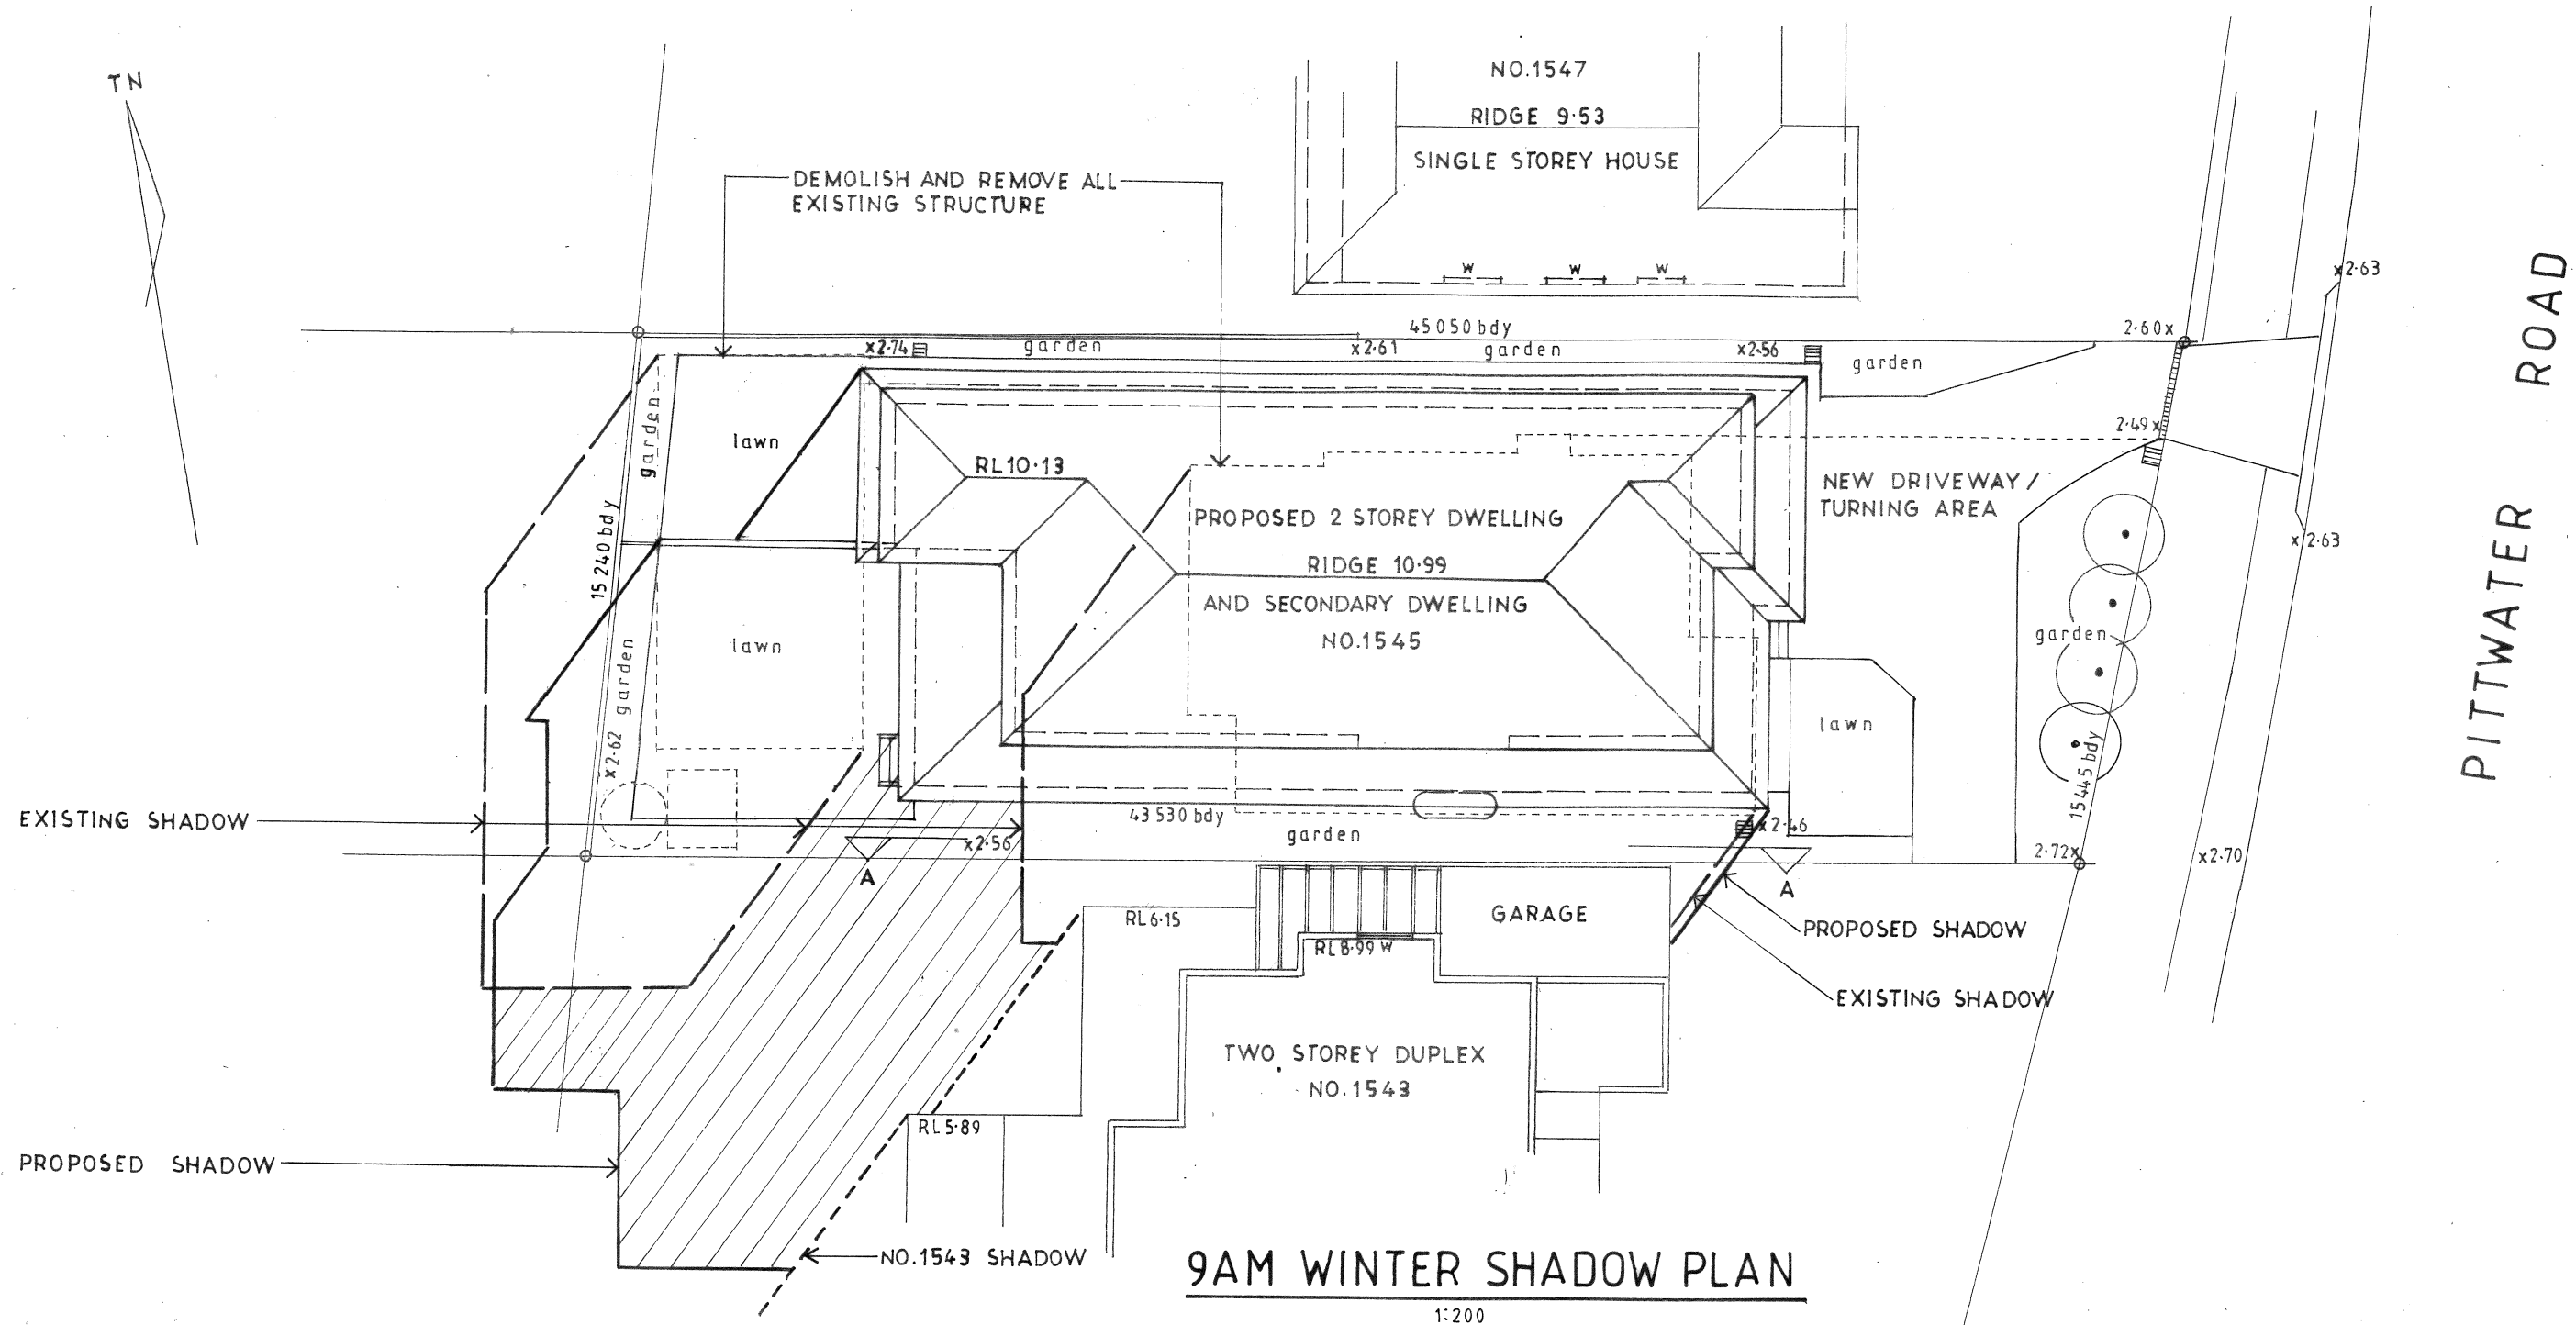 TN
NO.1547
RIDGE 9·53
SINGLE STOREY HOUSE
W W W
DEMOLISH AND REMOVE ALL
EXISTING STRUCTURE
x2·63
45050 bdy
2·60x
x2·74
garden
x2·61
garden
x2·56
garden
ROAD
garden
lawn
2·49x
RL10·13
NEW DRIVEWAY/
TURNING AREA
PROPOSED 2 STOREY DWELLING
x2·63
15 240 bdy
RIDGE 10·99
AND SECONDARY DWELLING
NO.1545
lawn
garden
garden
PITTWATER
lawn
x2·62
15445 bdy
EXISTING SHADOW
43 530 bdy
garden
x2·46
x2·56
2·72x
x2·70
A
A
RL6·15
GARAGE
PROPOSED SHADOW
RL8·99 W
EXISTING SHADOW
TWO STOREY DUPLEX
NO.1543
RL5·89
PROPOSED SHADOW
NO.1543 SHADOW
9AM WINTER SHADOW PLAN
1:200